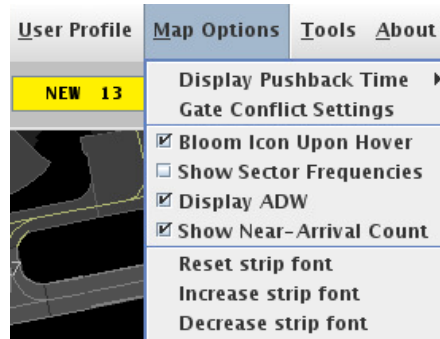 User Profile Map Options Tools About
NEW 13
Display Pushback Time
Gate Conflict Settings
Bloom Icon Upon Hover
Show Sector Frequencies
Display ADW
Show Near-Arrival Count
Reset strip font
Increase strip font
Decrease strip font